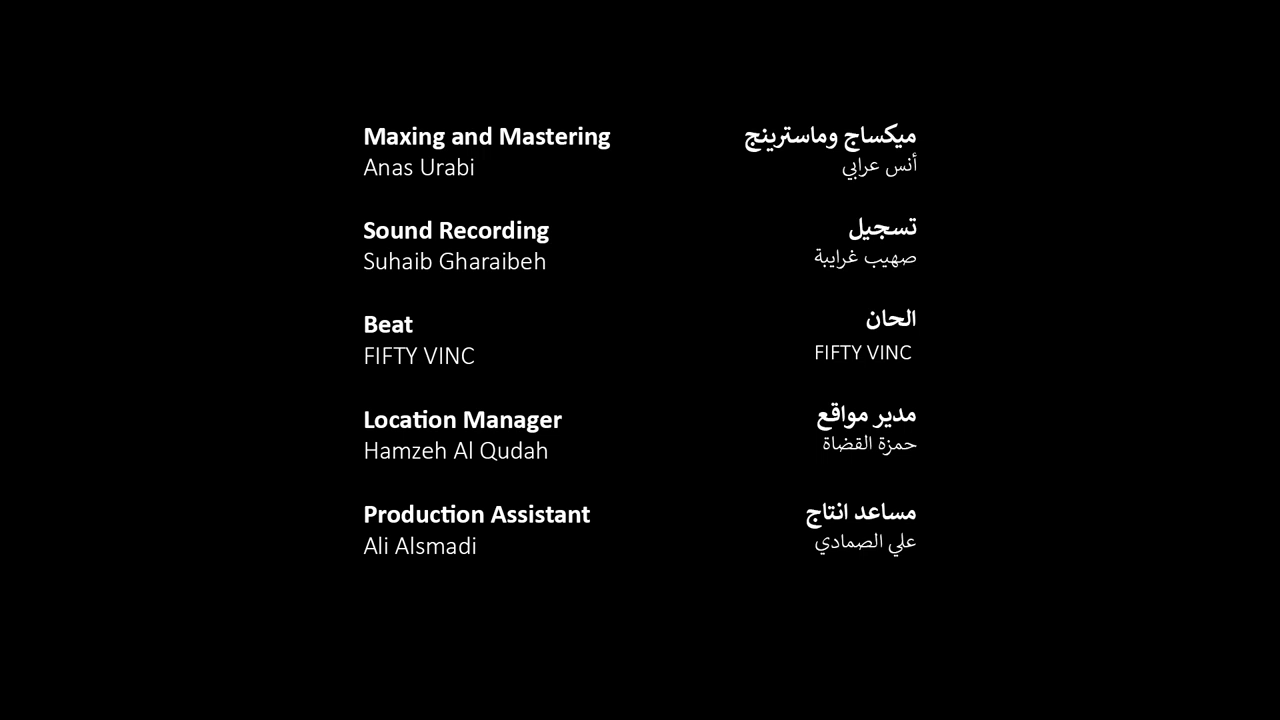 Maxing and Mastering
Anas Urabi
Sound Recording
Suhaib Gharaibeh
Beat
FIFTY VINC
Location Manager
Hamzeh Al Qudah
Production Assistant
Ali Alsmadi
ميكساج وماسترينج
أنس عرابي
تسجيل
صهيب غرايبة
الحان
FIFTY VINC
مدير مواقع
حمزة القضاة
مساعد انتاج
علي الصمادي